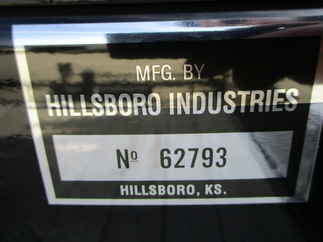 MFG. BY
HILLSBORO INDUSTRIES
Nº 62793
HILLSBORO, KS.